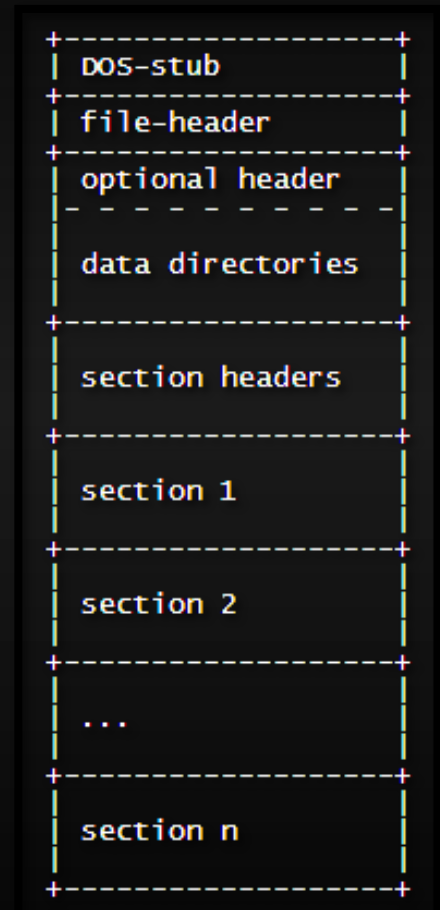 +-------------------+
| DOS-stub          |
+-------------------+
| file-header       |
+-------------------+
| optional header   |
|- - - - - - - - - -|
|                   |
| data directories  |
|                   |
+-------------------+
|                   |
| section headers   |
|                   |
+-------------------+
|                   |
| section 1         |
|                   |
+-------------------+
|                   |
| section 2         |
|                   |
+-------------------+
|                   |
| ...               |
|                   |
+-------------------+
|                   |
| section n         |
|                   |
+-------------------+